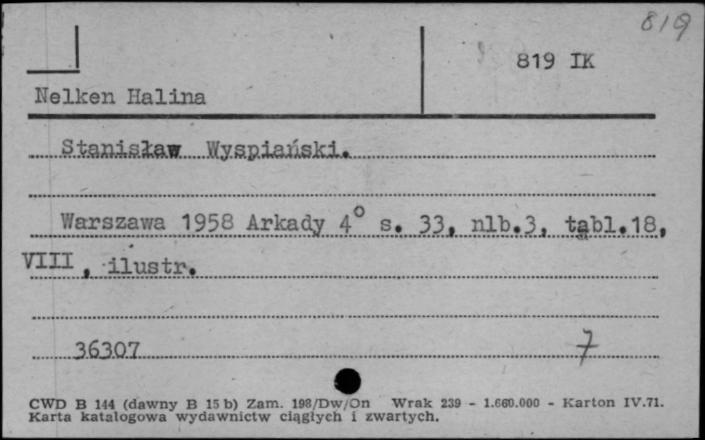 819
819 IK
Nelken Halina
Stanisław Wyspiański.
Warszawa 1958 Arkady 4° s. 33, nlb.3, tabl.18,
VIII, ilustr.
36307 7
CWD B 144 (dawny B 15 b) Zam. 198/Dw/On Wrak 239 - 1.660.000 - Karton IV.71.
Karta katalogowa wydawnictw ciągłych i zwartych.